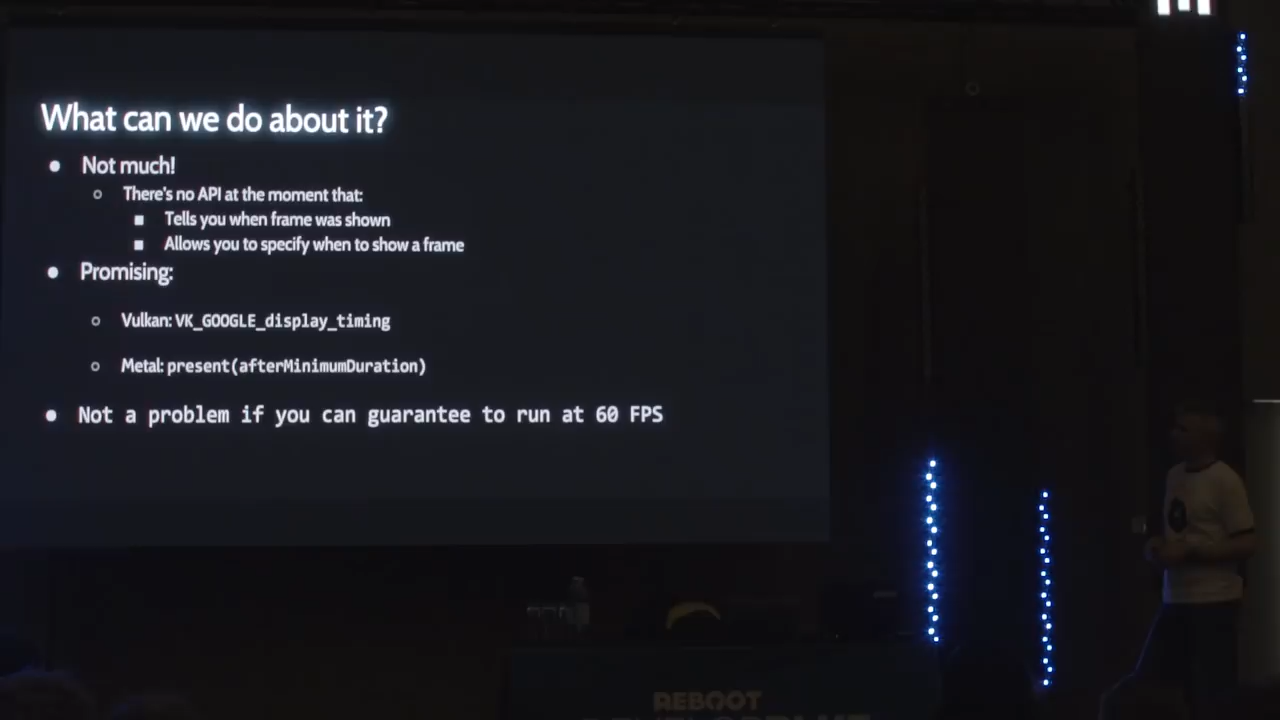 What can we do about it?
● Not much!
○ There's no API at the moment that:
■ Tells you when frame was shown
■ Allows you to specify when to show a frame
● Promising:
○ Vulkan: VK_GOOGLE_display_timing
○ Metal: present(afterMinimumDuration)
● Not a problem if you can guarantee to run at 60 FPS
REBOOT